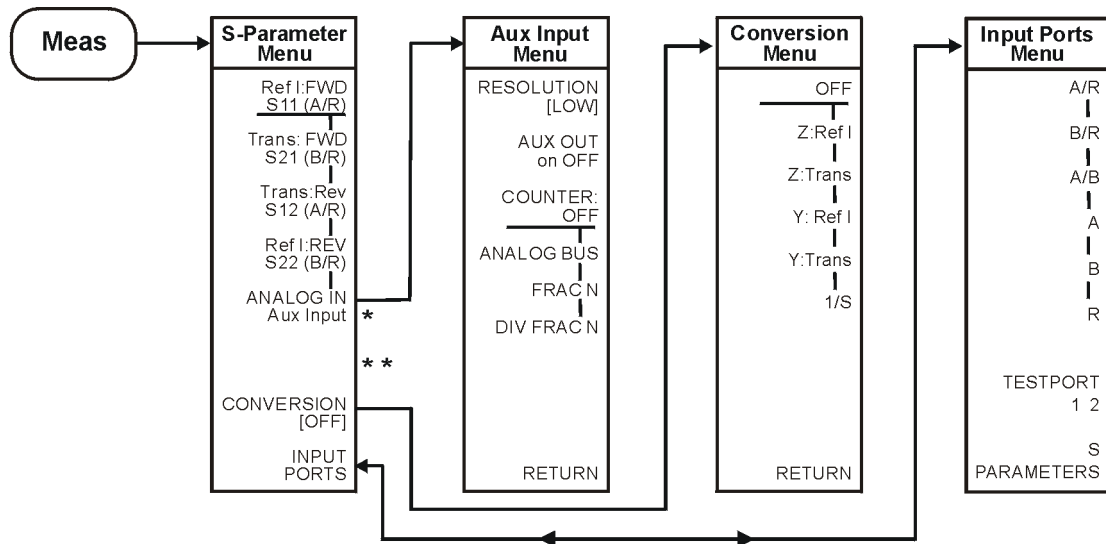 Meas
S-Parameter
Menu
Refl:FWD
S11 (A/R)
Trans: FWD
S21 (B/R)
Trans:Rev
S12 (A/R)
Refl:REV
S22 (B/R)
ANALOG IN
Aux Input *
* *
CONVERSION
[OFF]
INPUT
PORTS
Aux Input
Menu
RESOLUTION
[LOW]
AUX OUT
on OFF
COUNTER:
OFF
ANALOG BUS
FRAC N
DIV FRAC N
RETURN
Conversion
Menu
OFF
Z:Refl
Z:Trans
Y: Refl
Y:Trans
1/S
RETURN
Input Ports
Menu
A/R
B/R
A/B
A
B
R
TESTPORT
1 2
S
PARAMETERS